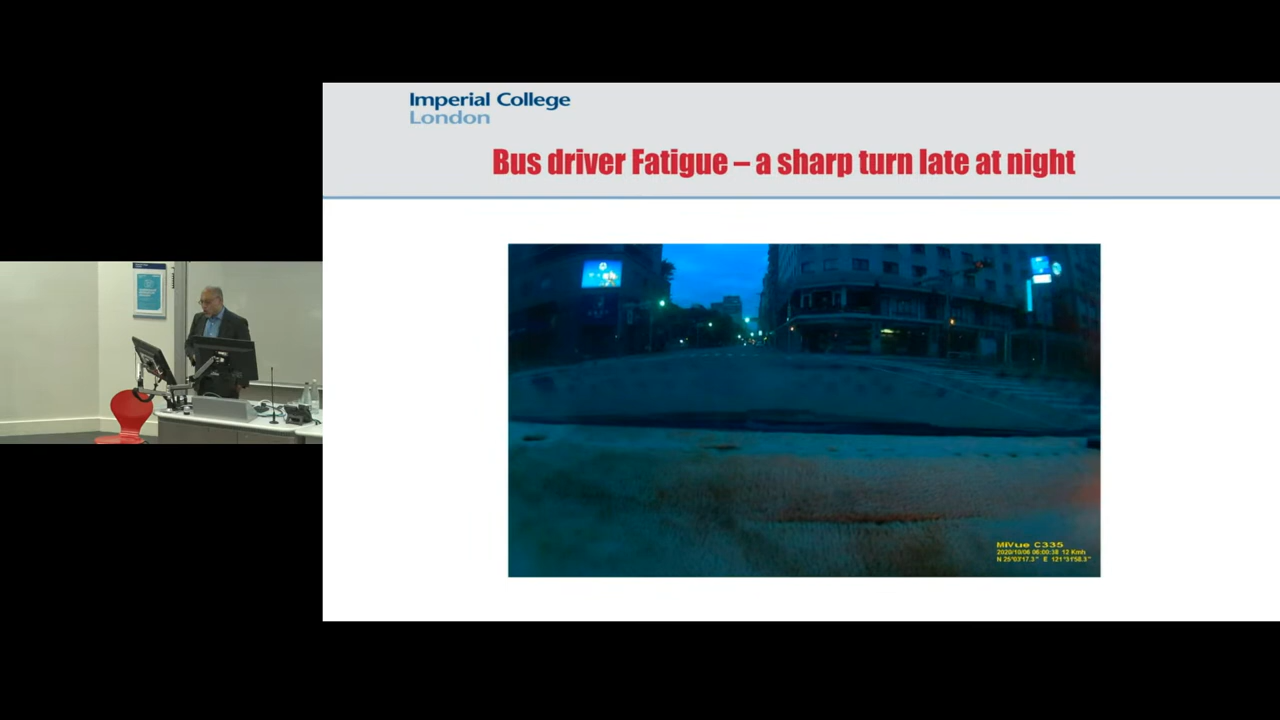 Imperial College
London
Bus driver Fatigue – a sharp turn late at night
MiVue C335
2020/10/06 06:00:38 12 Kmh
N 25°03'17.3" E 121°31'58.3"